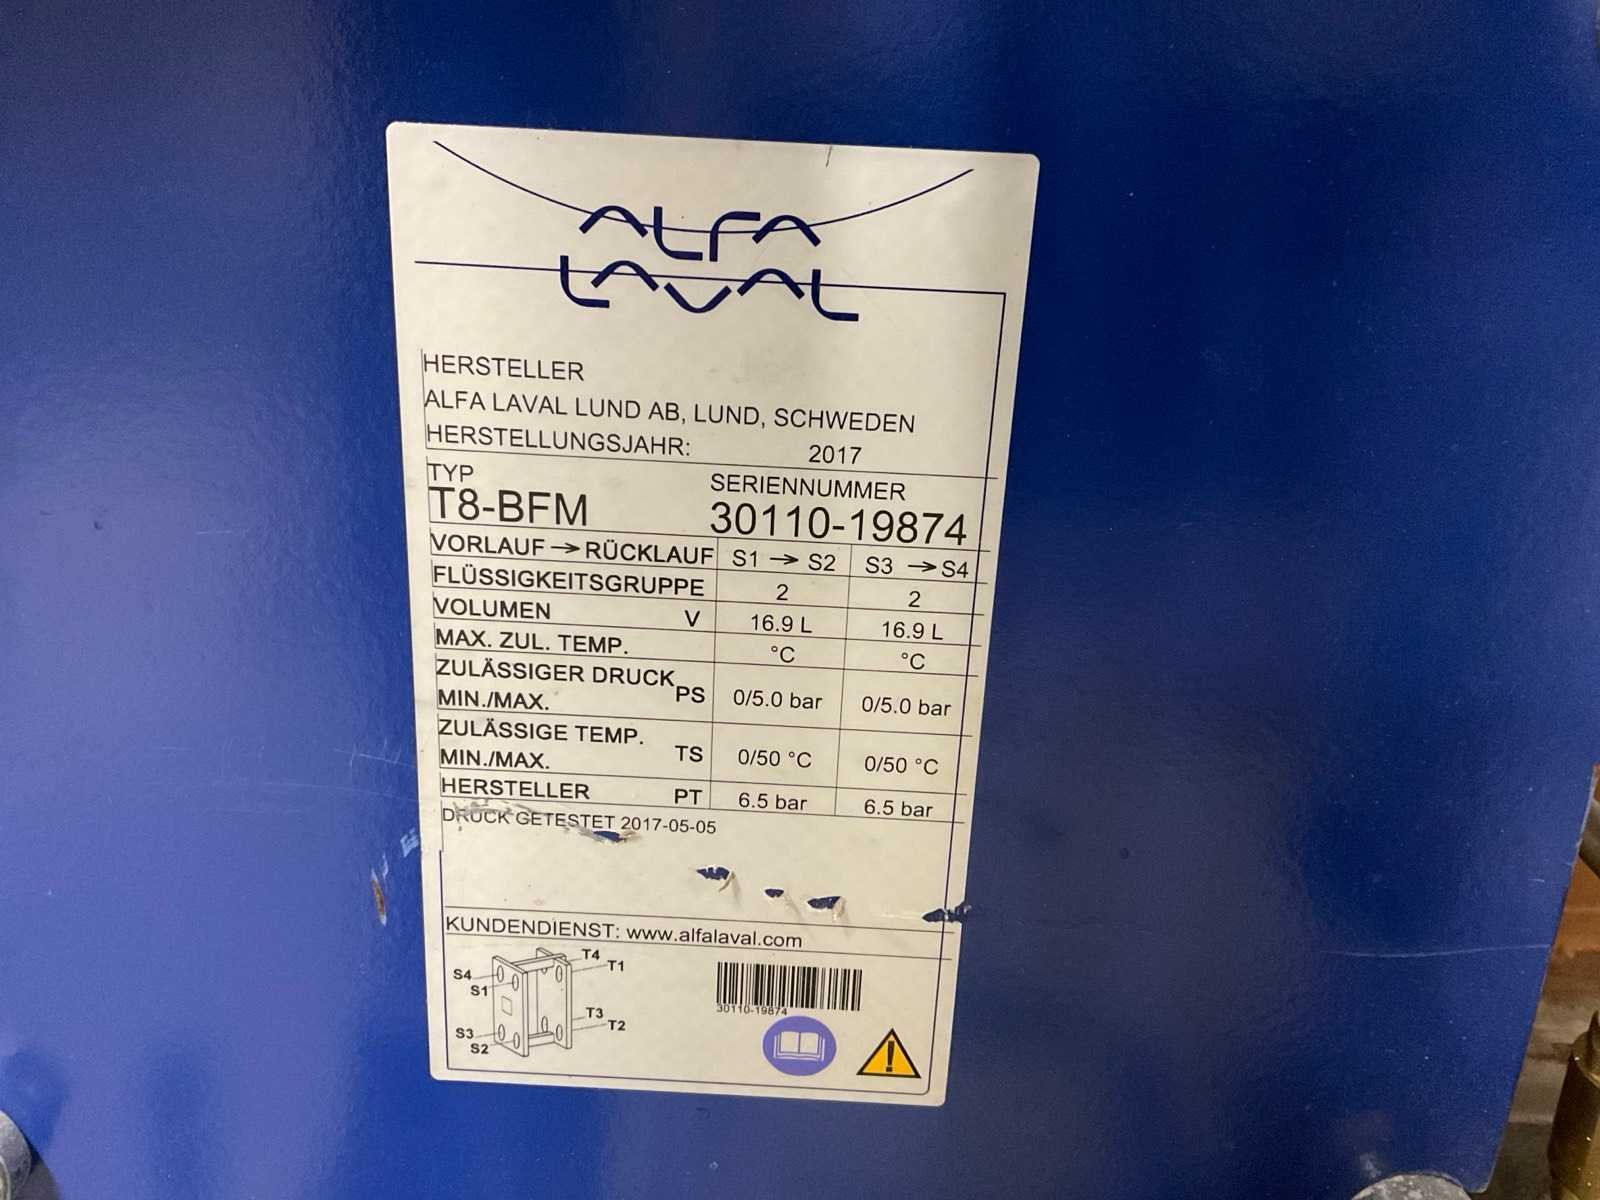 ALFA
LAVAL
HERSTELLER
ALFA LAVAL LUND AB, LUND, SCHWEDEN
HERSTELLUNGSJAHR: 2017
TYP SERIENNUMMER
T8-BFM 30110-19874
VORLAUF → RÜCKLAUF S1 → S2 S3 → S4
FLÜSSIGKEITSGRUPPE 2 2
VOLUMEN V 16.9 L 16.9 L
MAX. ZUL. TEMP. °C °C
ZULÄSSIGER DRUCK
MIN./MAX. PS 0/5.0 bar 0/5.0 bar
ZULÄSSIGE TEMP.
MIN./MAX. TS 0/50 °C 0/50 °C
HERSTELLER PT 6.5 bar 6.5 bar
DRUCK GETESTET 2017-05-05
KUNDENDIENST: www.alfalaval.com
S4 T4
S1 T1
S3 T3
S2 T2
30110-19874